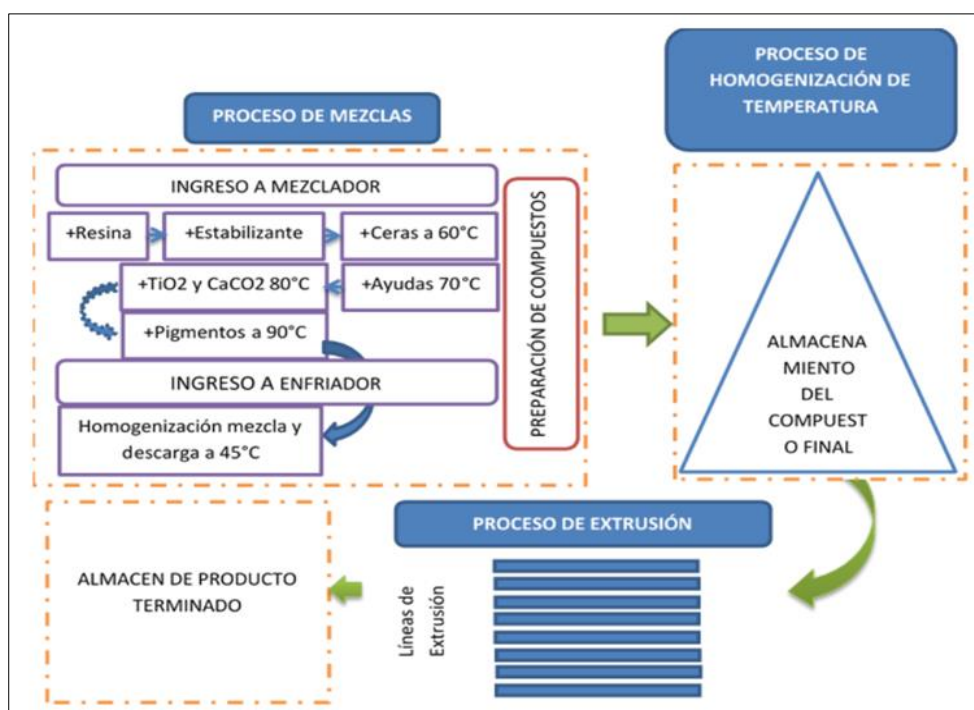 PROCESO DE MEZCLAS
INGRESO A MEZCLADOR
+Resina
+Estabilizante
+Ceras a 60°C
+TiO2 y CaCO2 80°C
+Ayudas 70°C
+Pigmentos a 90°C
INGRESO A ENFRIADOR
Homogenización mezcla y
descarga a 45°C
PREPARACIÓN DE COMPUESTOS
PROCESO DE
HOMOGENIZACIÓN DE
TEMPERATURA
ALMACENA
MIENTO
DEL
COMPUEST
O FINAL
PROCESO DE EXTRUSIÓN
Líneas de
Extrusión
ALMACEN DE PRODUCTO
TERMINADO